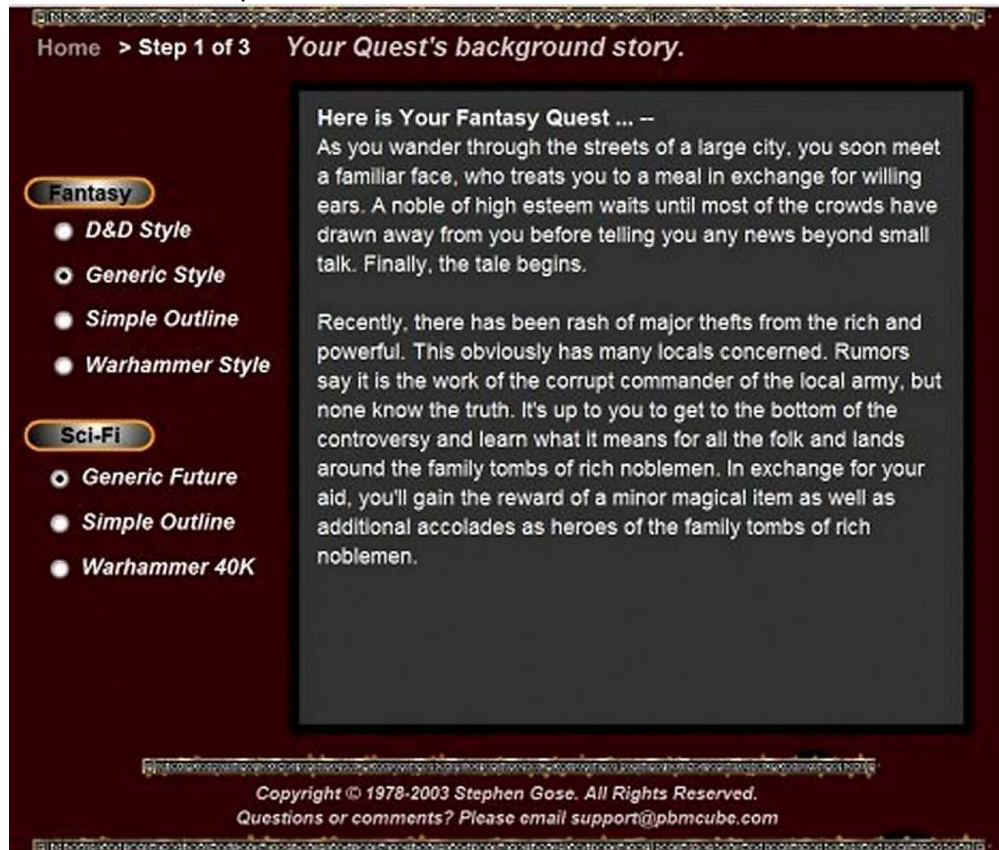 Home > Step 1 of 3 Your Quest's background story.
Fantasy
D&D Style
Generic Style
Simple Outline
Warhammer Style
Sci-Fi
Generic Future
Simple Outline
Warhammer 40K
Here is Your Fantasy Quest ... --
As you wander through the streets of a large city, you soon meet
a familiar face, who treats you to a meal in exchange for willing
ears. A noble of high esteem waits until most of the crowds have
drawn away from you before telling you any news beyond small
talk. Finally, the tale begins.
Recently, there has been rash of major thefts from the rich and
powerful. This obviously has many locals concerned. Rumors
say it is the work of the corrupt commander of the local army, but
none know the truth. It's up to you to get to the bottom of the
controversy and learn what it means for all the folk and lands
around the family tombs of rich noblemen. In exchange for your
aid, you'll gain the reward of a minor magical item as well as
additional accolades as heroes of the family tombs of rich
noblemen.
Copyright © 1978-2003 Stephen Gose. All Rights Reserved.
Questions or comments? Please email support@pbmcube.com